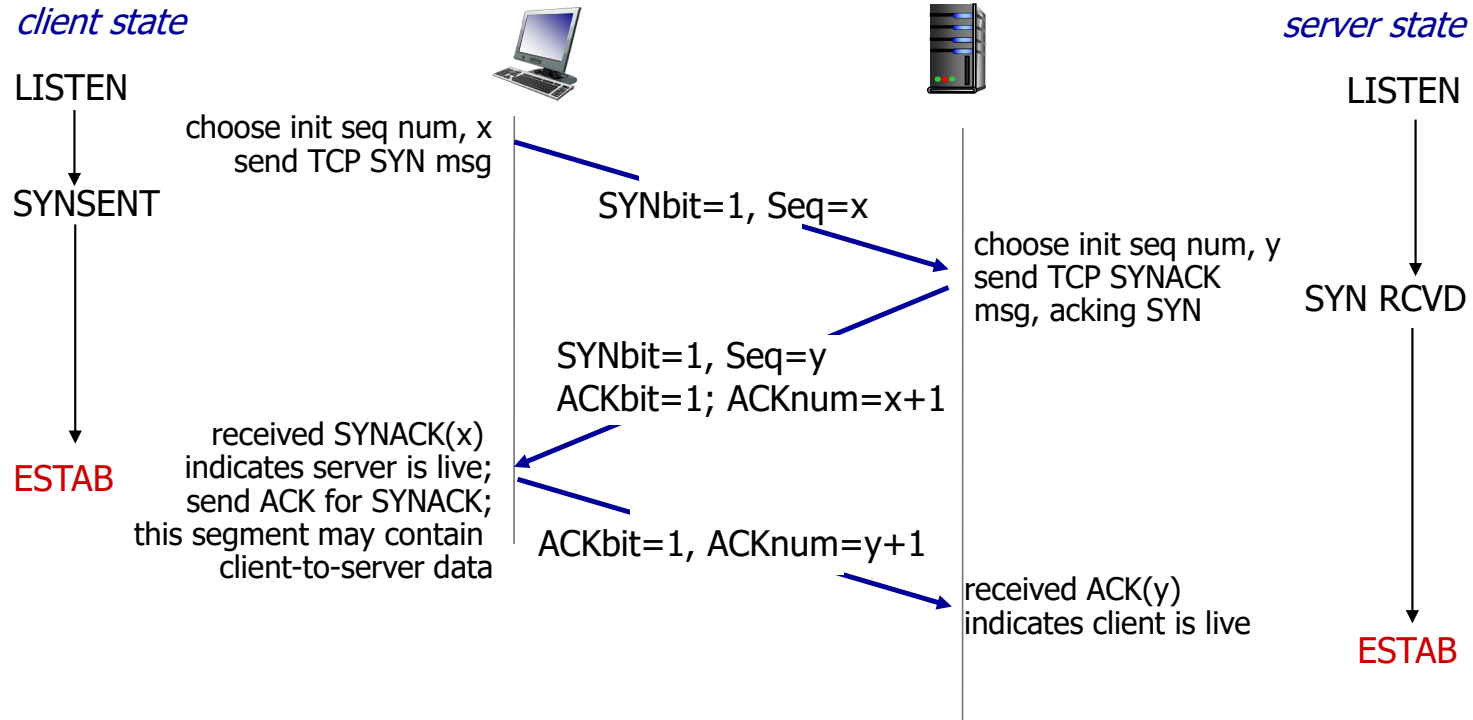 client state
server state
LISTEN
LISTEN
choose init seq num, x
send TCP SYN msg
SYNSENT
SYNbit=1, Seq=x
choose init seq num, y
send TCP SYNACK
msg, acking SYN
SYN RCVD
SYNbit=1, Seq=y
ACKbit=1; ACKnum=x+1
received SYNACK(x)
indicates server is live;
send ACK for SYNACK;
this segment may contain
client-to-server data
ESTAB
ACKbit=1, ACKnum=y+1
received ACK(y)
indicates client is live
ESTAB